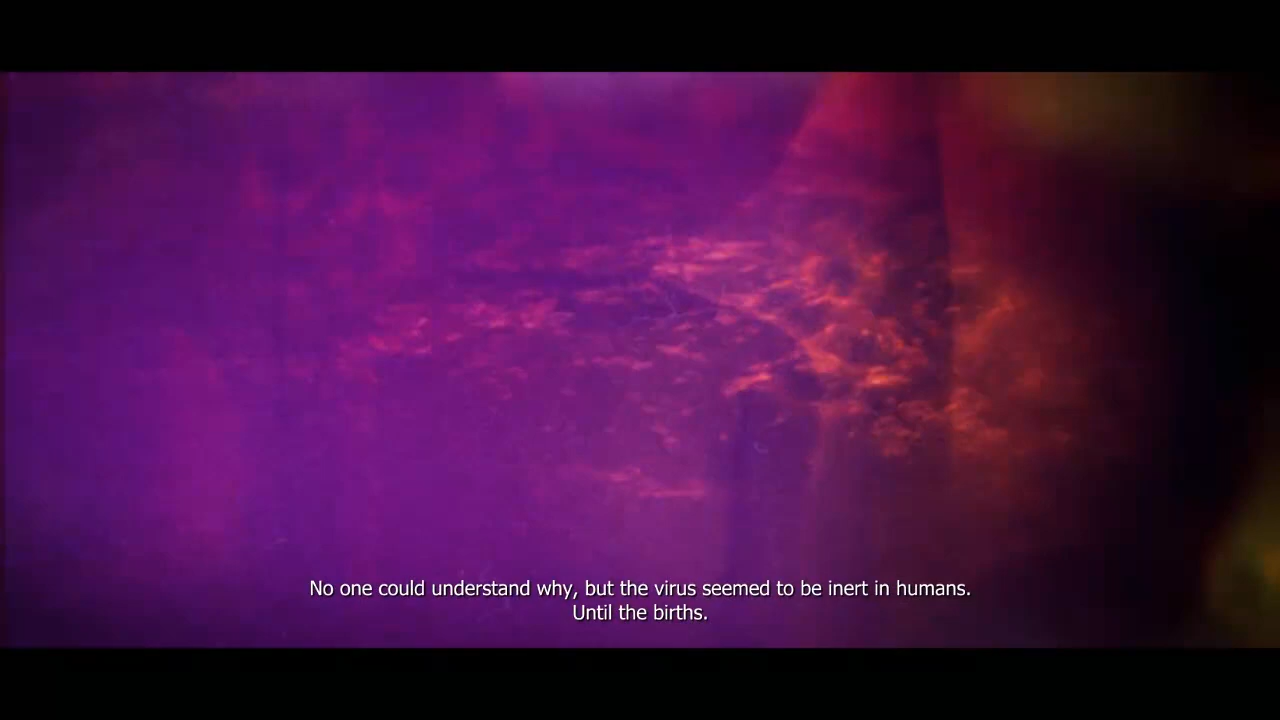 No one could understand why, but the virus seemed to be inert in humans.
Until the births.